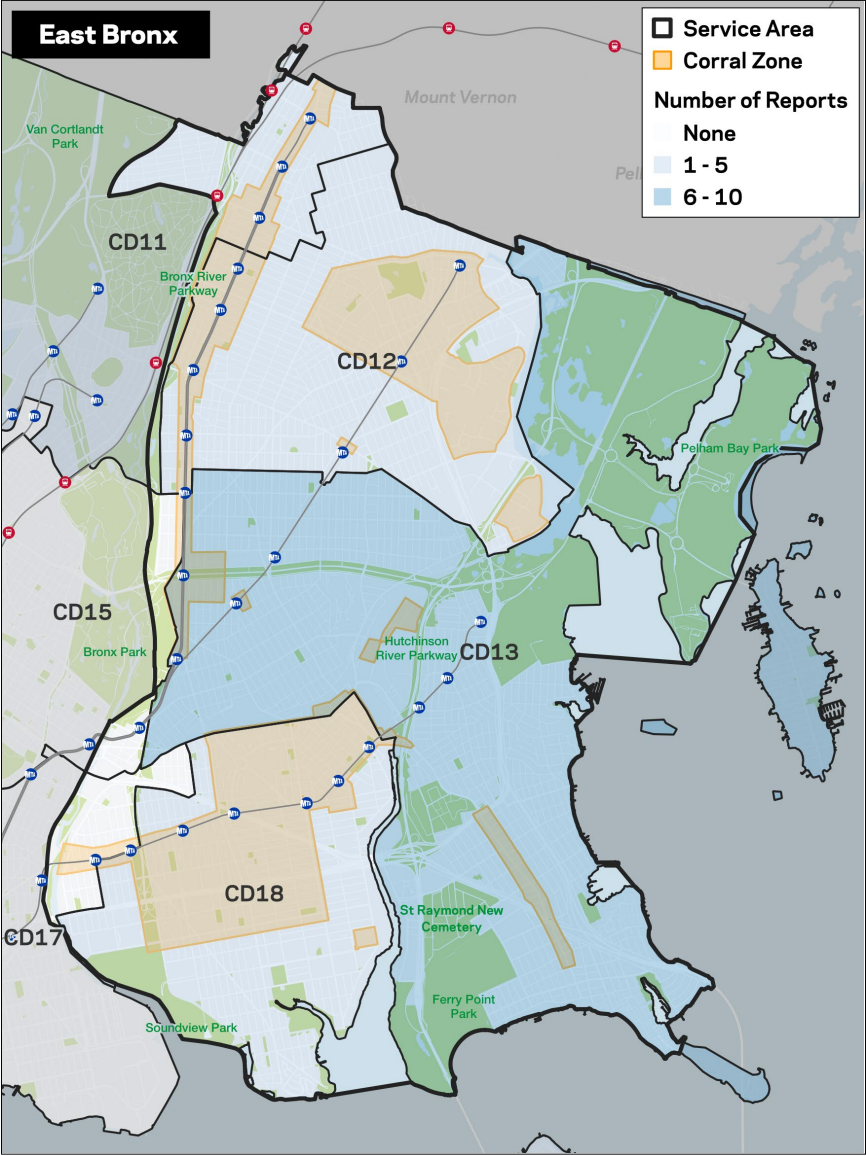 East Bronx
Service Area
Corral Zone
Number of Reports
None
1 - 5
6 - 10
Mount Vernon
Pel
Van Cortlandt
Park
CD11
Bronx River
Parkway
CD12
Pelham Bay Park
CD15
Bronx Park
Hutchinson
River Parkway
CD13
CD18
St Raymond New
Cemetery
CD17
Ferry Point
Park
Soundview Park